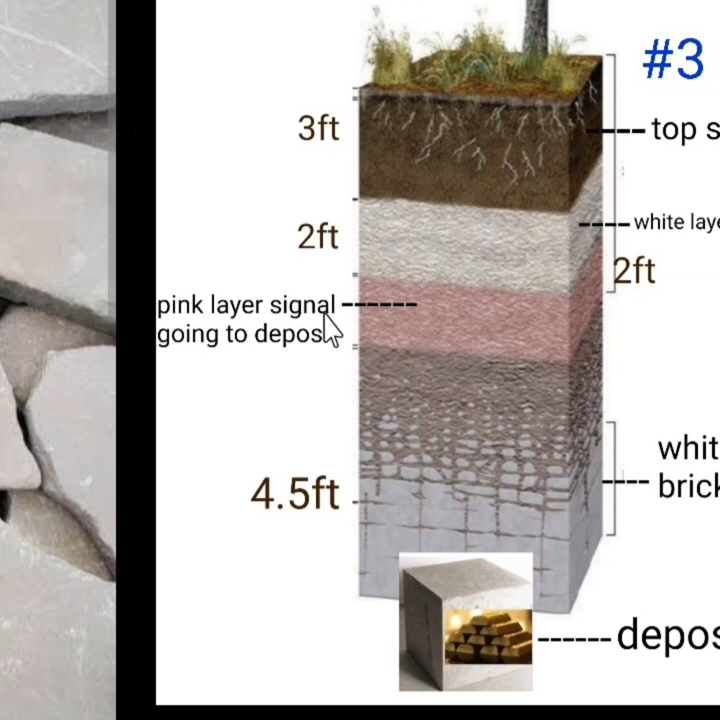 #3
3ft
top s
2ft
white laye
2ft
pink layer signal
going to depos
4.5ft
whit
brick
depos